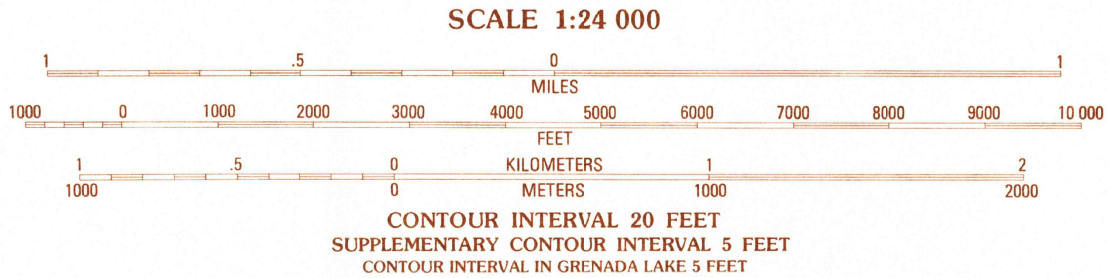 SCALE 1:24 000
1 .5 0 1
MILES
1000 0 1000 2000 3000 4000 5000 6000 7000 8000 9000 10 000
FEET
1 .5 0 KILOMETERS 1 2
1000 0 METERS 1000 2000
CONTOUR INTERVAL 20 FEET
SUPPLEMENTARY CONTOUR INTERVAL 5 FEET
CONTOUR INTERVAL IN GRENADA LAKE 5 FEET